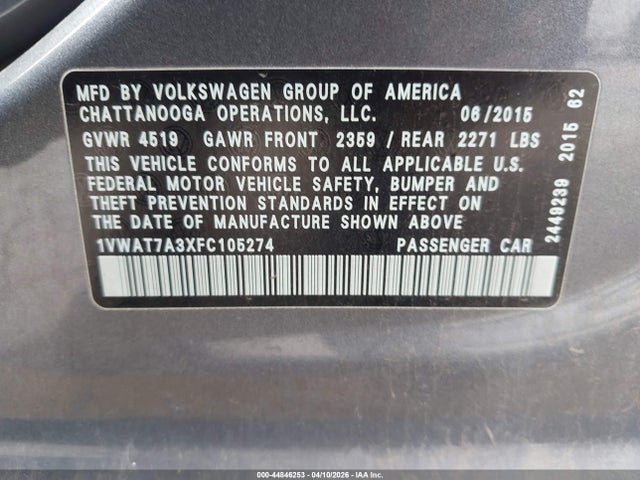 MFD BY VOLKSWAGEN GROUP OF AMERICA
CHATTANOOGA OPERATIONS, LLC. 06/2015
GVWR 4519 GAWR FRONT 2359 / REAR 2271 LBS
THIS VEHICLE CONFORMS TO ALL APPLICABLE U.S.
FEDERAL MOTOR VEHICLE SAFETY, BUMPER AND
THEFT PREVENTION STANDARDS IN EFFECT ON
THE DATE OF MANUFACTURE SHOWN ABOVE
1VWAT7A3XFC105274 PASSENGER CAR
2449239 2015 62
000-44846253 - 04/10/2026 - IAA Inc.